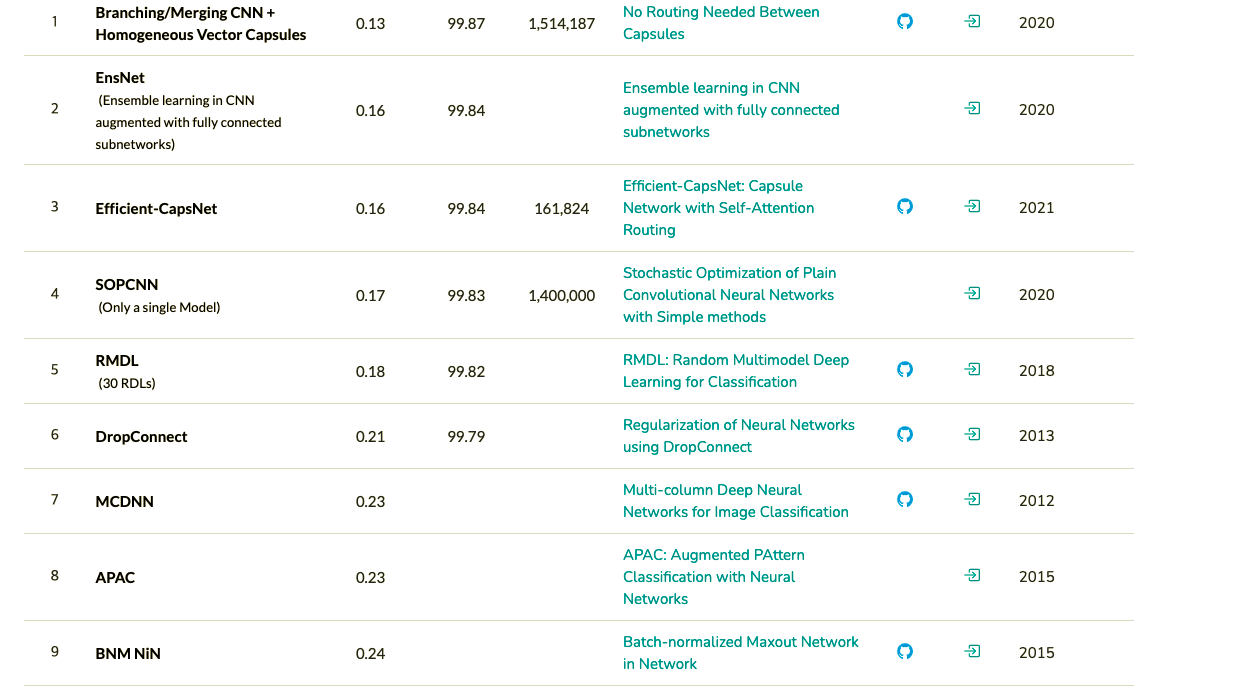 1 Branching/Merging CNN + Homogeneous Vector Capsules 0.13 99.87 1,514,187 No Routing Needed Between Capsules 2020
2 EnsNet (Ensemble learning in CNN augmented with fully connected subnetworks) 0.16 99.84 Ensemble learning in CNN augmented with fully connected subnetworks 2020
3 Efficient-CapsNet 0.16 99.84 161,824 Efficient-CapsNet: Capsule Network with Self-Attention Routing 2021
4 SOPCNN (Only a single Model) 0.17 99.83 1,400,000 Stochastic Optimization of Plain Convolutional Neural Networks with Simple methods 2020
5 RMDL (30 RDLs) 0.18 99.82 RMDL: Random Multimodel Deep Learning for Classification 2018
6 DropConnect 0.21 99.79 Regularization of Neural Networks using DropConnect 2013
7 MCDNN 0.23 Multi-column Deep Neural Networks for Image Classification 2012
8 APAC 0.23 APAC: Augmented PAttern Classification with Neural Networks 2015
9 BNM NiN 0.24 Batch-normalized Maxout Network in Network 2015